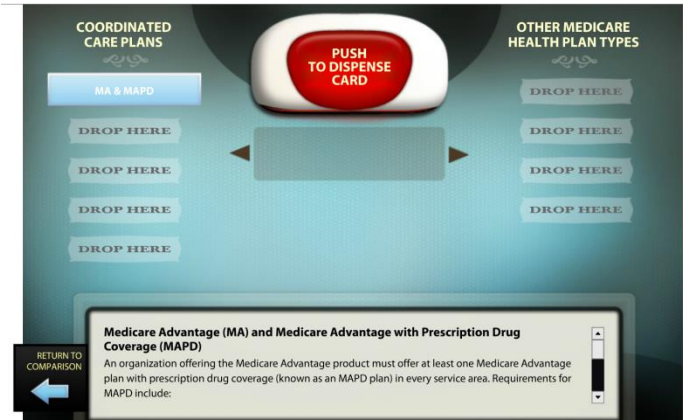 COORDINATED
CARE PLANS
MA & MAPD
DROP HERE
DROP HERE
DROP HERE
DROP HERE
PUSH
TO DISPENSE
CARD
OTHER MEDICARE
HEALTH PLAN TYPES
DROP HERE
DROP HERE
DROP HERE
DROP HERE
RETURN TO
COMPARISON
Medicare Advantage (MA) and Medicare Advantage with Prescription Drug
Coverage (MAPD)
An organization offering the Medicare Advantage product must offer at least one Medicare Advantage
plan with prescription drug coverage (known as an MAPD plan) in every service area. Requirements for
MAPD include: